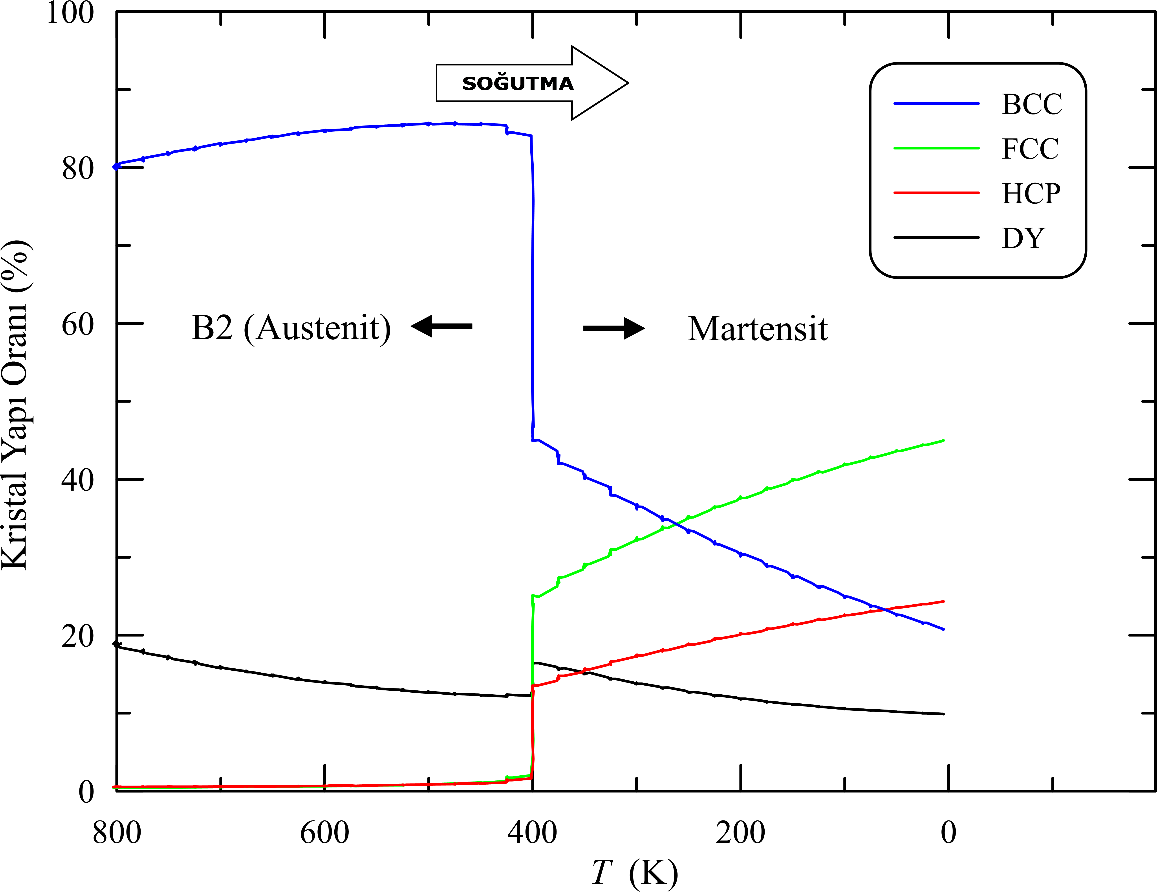 100
80
60
40
20
0
Kristal Yapı Oranı (%)
SOĞUTMA
BCC
FCC
HCP
DY
B2 (Austenit)
Martensit
800
600
400
200
0
T (K)